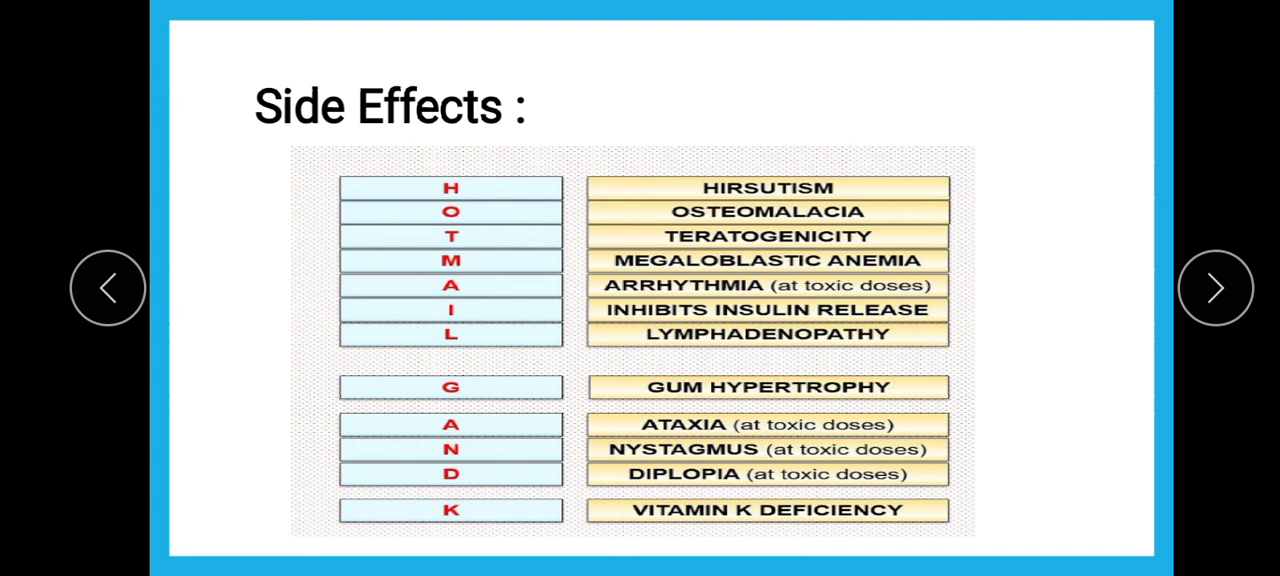 Side Effects :
H HIRSUTISM
O OSTEOMALACIA
T TERATOGENICITY
M MEGALOBLASTIC ANEMIA
A ARRHYTHMIA (at toxic doses)
I INHIBITS INSULIN RELEASE
L LYMPHADENOPATHY
G GUM HYPERTROPHY
A ATAXIA (at toxic doses)
N NYSTAGMUS (at toxic doses)
D DIPLOPIA (at toxic doses)
K VITAMIN K DEFICIENCY